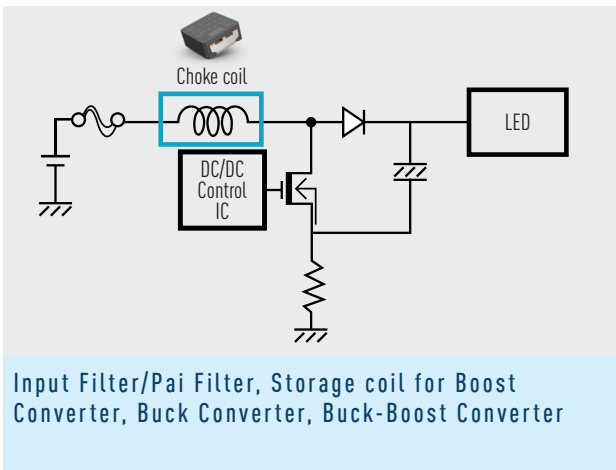 Choke coil
LED
DC/DC
Control
IC
Input Filter/Pai Filter, Storage coil for Boost
Converter, Buck Converter, Buck-Boost Converter